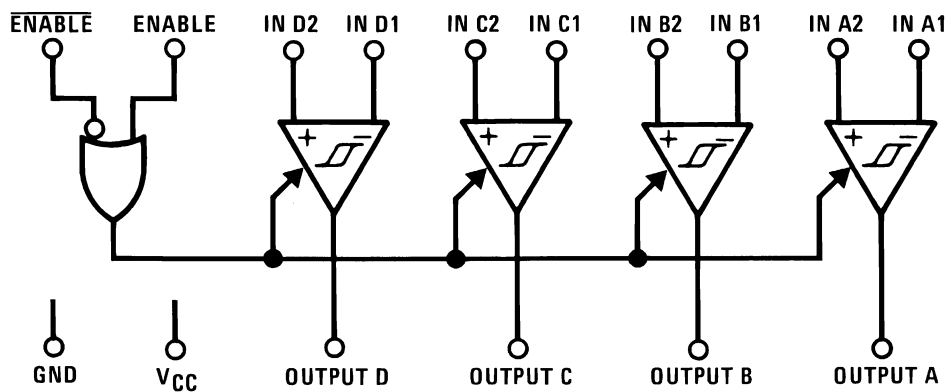 ENABLE ENABLE IN D2 IN D1 IN C2 IN C1 IN B2 IN B1 IN A2 IN A1
+ − + − + − + −
GND VCC OUTPUT D OUTPUT C OUTPUT B OUTPUT A